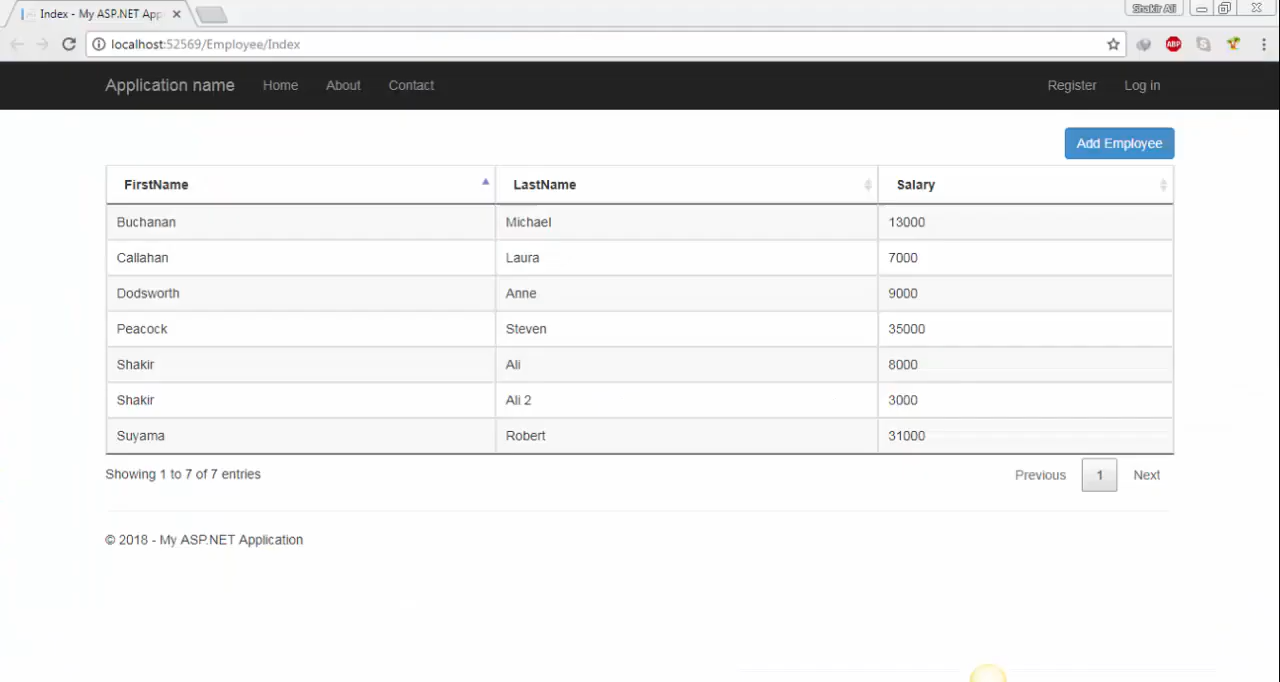 Index - My ASP.NET App
Shakir Ali
localhost:52569/Employee/Index
ABP
Application name Home About Contact Register Log in
Add Employee
FirstName LastName Salary
Buchanan Michael 13000
Callahan Laura 7000
Dodsworth Anne 9000
Peacock Steven 35000
Shakir Ali 8000
Shakir Ali 2 3000
Suyama Robert 31000
Showing 1 to 7 of 7 entries Previous 1 Next
© 2018 - My ASP.NET Application